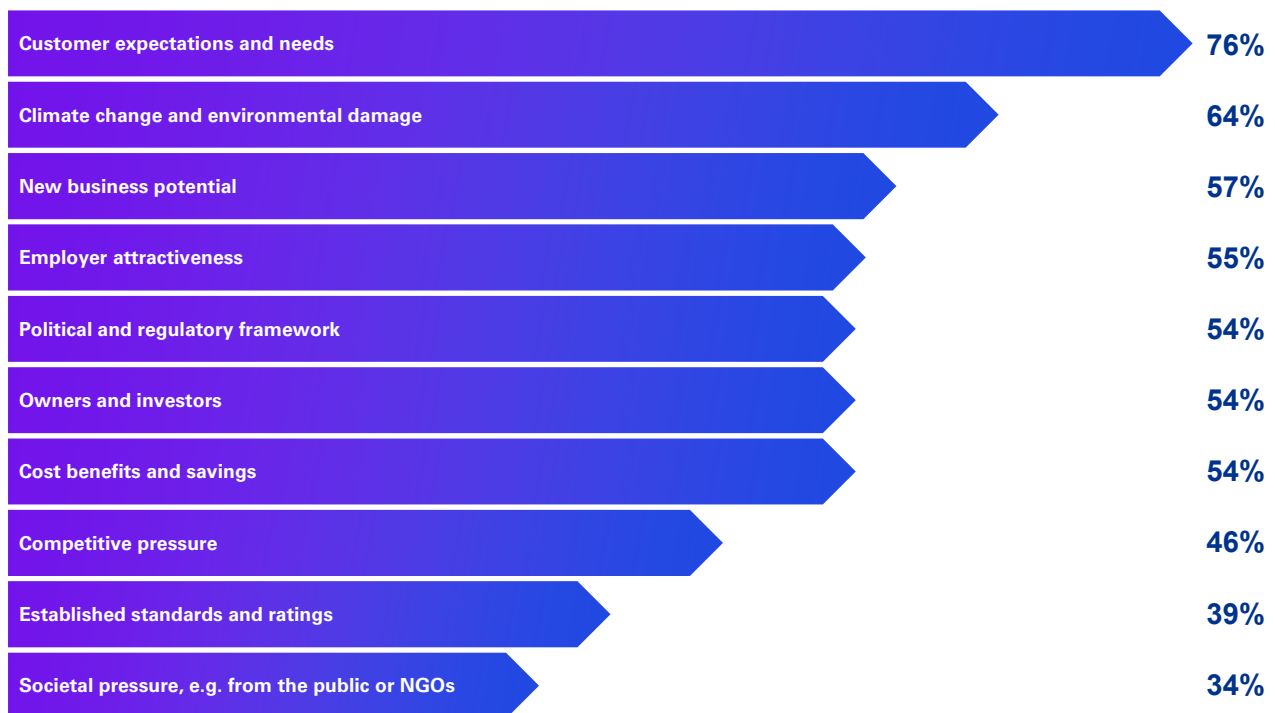 Customer expectations and needs 76%
Climate change and environmental damage 64%
New business potential 57%
Employer attractiveness 55%
Political and regulatory framework 54%
Owners and investors 54%
Cost benefits and savings 54%
Competitive pressure 46%
Established standards and ratings 39%
Societal pressure, e.g. from the public or NGOs 34%